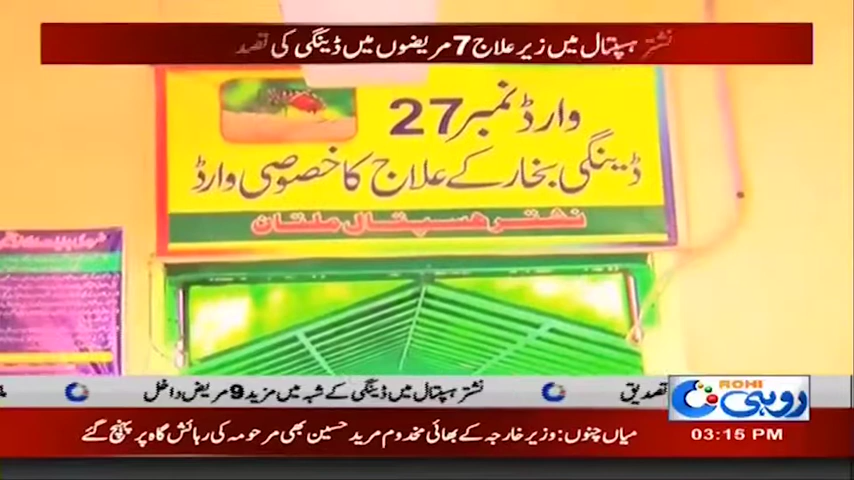 نشتر ہسپتال میں زیر علاج 7 مریضوں میں ڈینگی کی تصد
وارڈ نمبر 27
ڈینگی بخار کے علاج کا خصوصی وارڈ
نشتر ہسپتال ملتان
تصدیق
نشتر ہسپتال میں ڈینگی کے شبہ میں مزید 9 مریض داخل
ROHI
روہی
میاں چنوں: وزیر خارجہ کے بھائی مخدوم مرید حسین بھی مرحومہ کی رہائش گاہ پر پہنچ گئے
03:15 PM